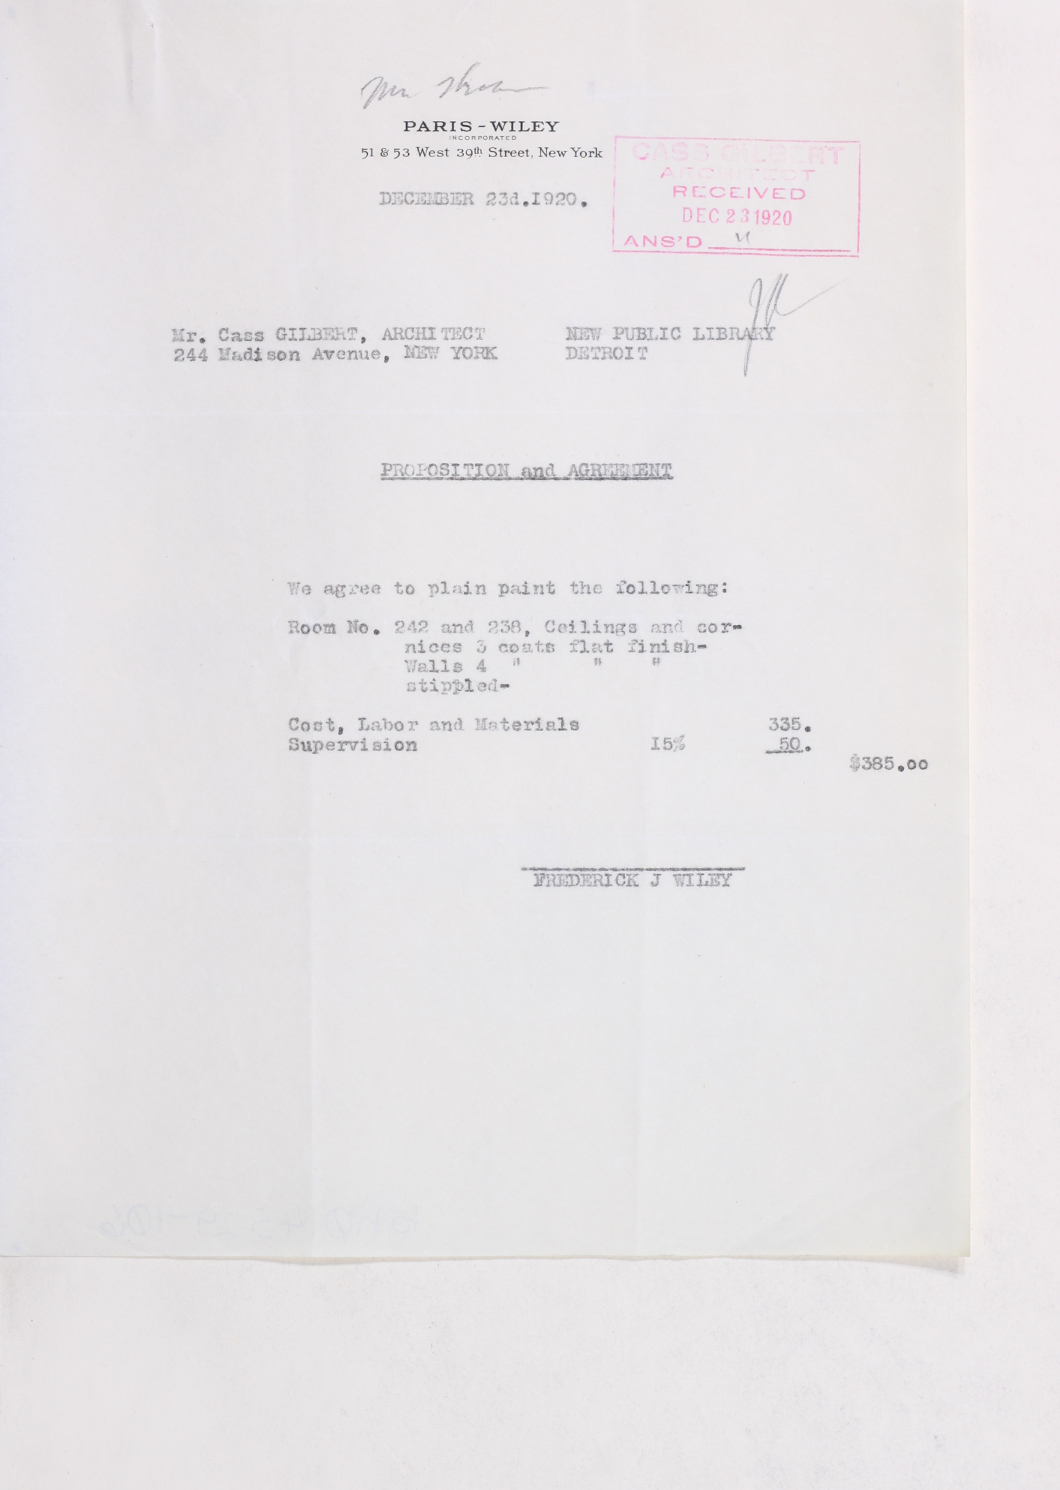 PARIS-WILEY
INCORPORATED
51 & 53 West 39th Street, New York
CASS GILBERT
ARCHITECT
RECEIVED
DEC 23 1920
ANS'D
DECEMBER 23d.1920.
Mr. Cass GILBERT, ARCHITECT NEW PUBLIC LIBRARY
244 Madison Avenue, NEW YORK DETROIT
PROPOSITION and AGREEMENT
We agree to plain paint the following:
Room No. 242 and 238, Ceilings and cor-
nices 3 coats flat finish-
Walls 4 " " "
stippled-
Cost, Labor and Materials 335.
Supervision 15% 50.
$385.00
FREDERICK J WILEY